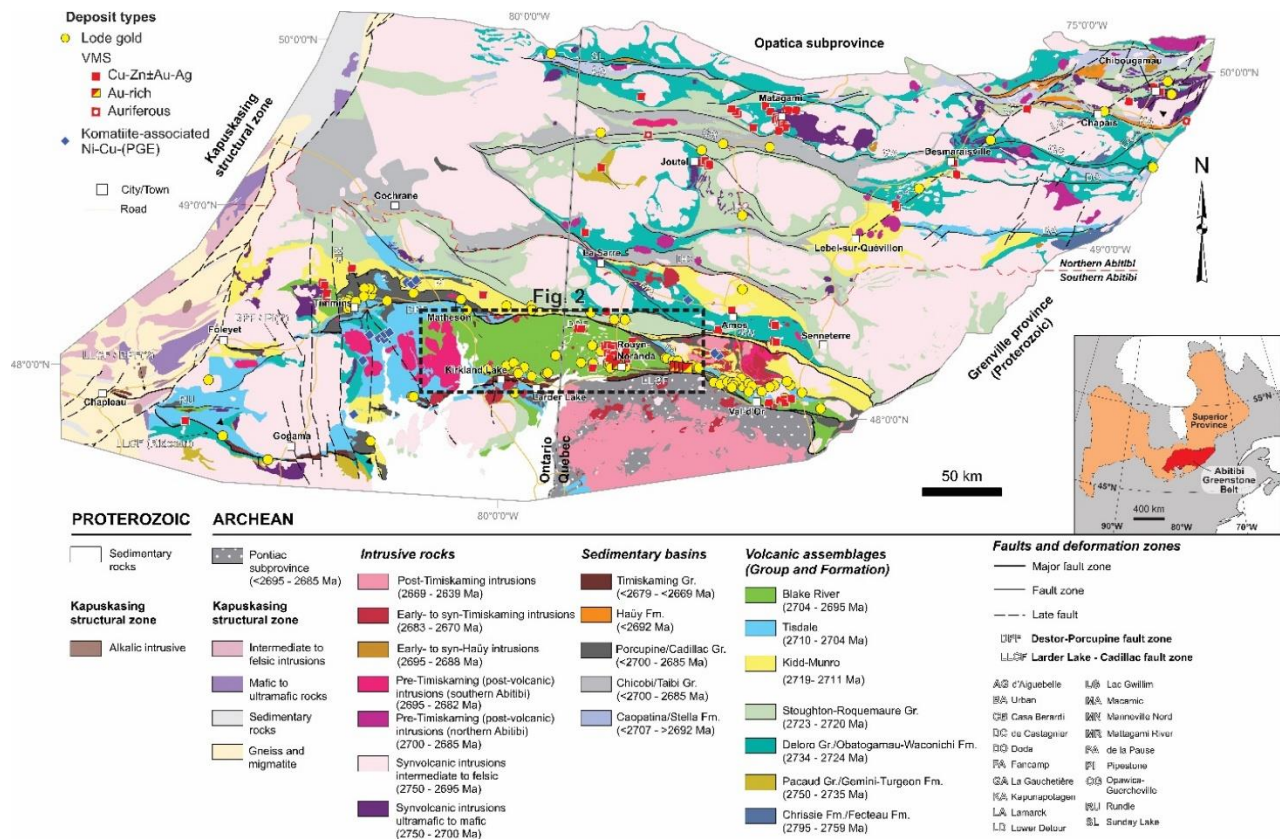 Deposit types
Lode gold
VMS
Cu-Zn±Au-Ag
Au-rich
Auriferous
Komatiite-associated
Ni-Cu-(PGE)
City/Town
Road
80°0'0"W
75°0'0"W
50°0'0"N
50°0'0"N
Opatica subprovince
Kapuskasing
structural zone
Chibougamau
Chapais
Matagami
Desmaraisville
Joutel
N
49°0'0"N
Cochrane
Lebel-sur-Quévillon
49°0'0"N
La Sarre
Northern Abitibi
Southern Abitibi
Timmins
Fig. 2
Matheson
Amos
Senneterre
Foleyet
Rouyn-
Noranda
Grenville province
(Proterozoic)
48°0'0"N
Kirkland Lake
Larder Lake
Chapleau
Val-d'Or
48°0'0"N
Gogama
Ontario
Quebec
50 km
80°0'0"W
55°N
Superior
Province
Abitibi
Greenstone
Belt
45°N
400 km
90°W
80°W
70°W
PROTEROZOIC
Sedimentary
rocks
Kapuskasing
structural zone
Alkalic intrusive
ARCHEAN
Pontiac
subprovince
(<2695 - 2685 Ma)
Kapuskasing
structural zone
Intermediate to
felsic intrusions
Mafic to
ultramafic rocks
Sedimentary
rocks
Gneiss and
migmatite
Intrusive rocks
Post-Timiskaming intrusions
(2669 - 2639 Ma)
Early- to syn-Timiskaming intrusions
(2683 - 2670 Ma)
Early- to syn-Haüy intrusions
(2695 - 2688 Ma)
Pre-Timiskaming (post-volcanic)
intrusions (southern Abitibi)
(2695 - 2682 Ma)
Pre-Timiskaming (post-volcanic)
intrusions (northern Abitibi)
(2700 - 2685 Ma)
Synvolcanic intrusions
intermediate to felsic
(2750 - 2695 Ma)
Synvolcanic intrusions
ultramafic to mafic
(2750 - 2700 Ma)
Sedimentary basins
Timiskaming Gr.
(<2679 - <2669 Ma)
Haüy Fm.
(<2692 Ma)
Porcupine/Cadillac Gr.
(<2700 - 2685 Ma)
Chicobi/Taibi Gr.
(<2700 - 2685 Ma)
Caopatina/Stella Fm.
(<2707 - >2692 Ma)
Volcanic assemblages
(Group and Formation)
Blake River
(2704 - 2695 Ma)
Tisdale
(2710 - 2704 Ma)
Kidd-Munro
(2719- 2711 Ma)
Stoughton-Roquemaure Gr.
(2723 - 2720 Ma)
Deloro Gr./Obatogamau-Waconichi Fm.
(2734 - 2724 Ma)
Pacaud Gr./Gemini-Turgeon Fm.
(2750 - 2735 Ma)
Chrissie Fm./Fecteau Fm.
(2795 - 2759 Ma)
Faults and deformation zones
Major fault zone
Fault zone
Late fault
DPF Destor-Porcupine fault zone
LLCF Larder Lake - Cadillac fault zone
AG d'Aiguebelle
BA Urban
CB Casa Berardi
DC de Castagnier
DO Doda
FA Fancamp
GA La Gauchetière
KA Kapunapotagen
LA Lamarck
LD Lower Detour
LG Lac Gwillim
MA Macamic
MN Manneville Nord
MR Mattagami River
PA de la Pause
PI Pipestone
OG Opawica-
Guercheville
RU Rundle
SL Sunday Lake